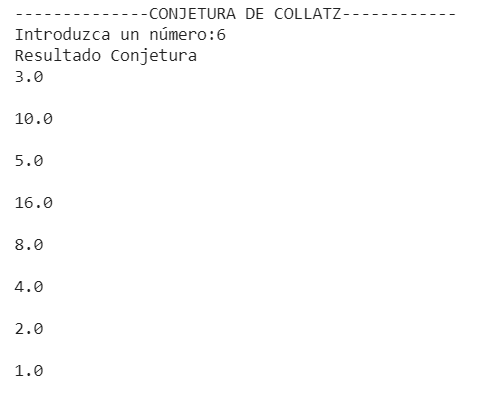 --------------CONJETURA DE COLLATZ------------
Introduzca un número:6
Resultado Conjetura
3.0
10.0
5.0
16.0
8.0
4.0
2.0
1.0